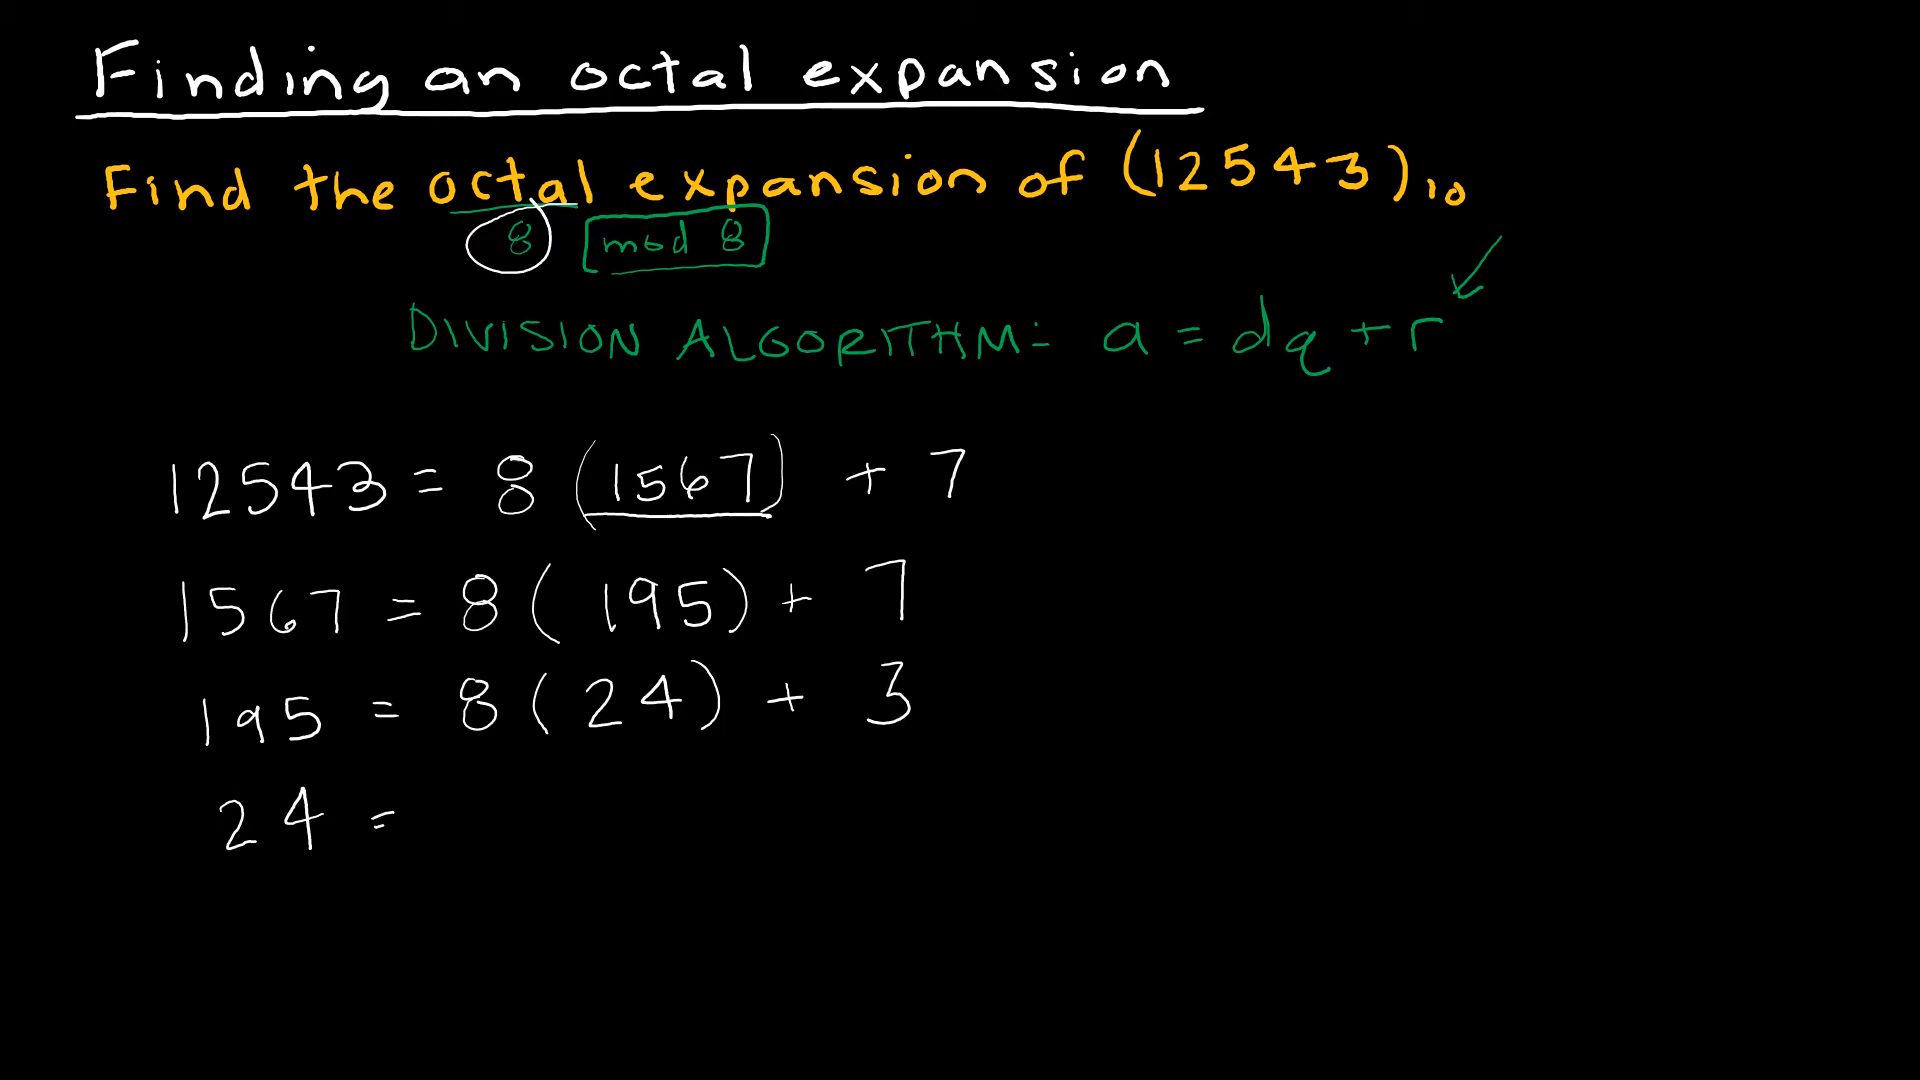 Finding an octal expansion
Find the octal expansion of (12543)₁₀
8 mod 8
DIVISION ALGORITHM: a = dq + r
12543 = 8 (1567) + 7
1567 = 8 ( 195) + 7
195 = 8 ( 24) + 3
24 =